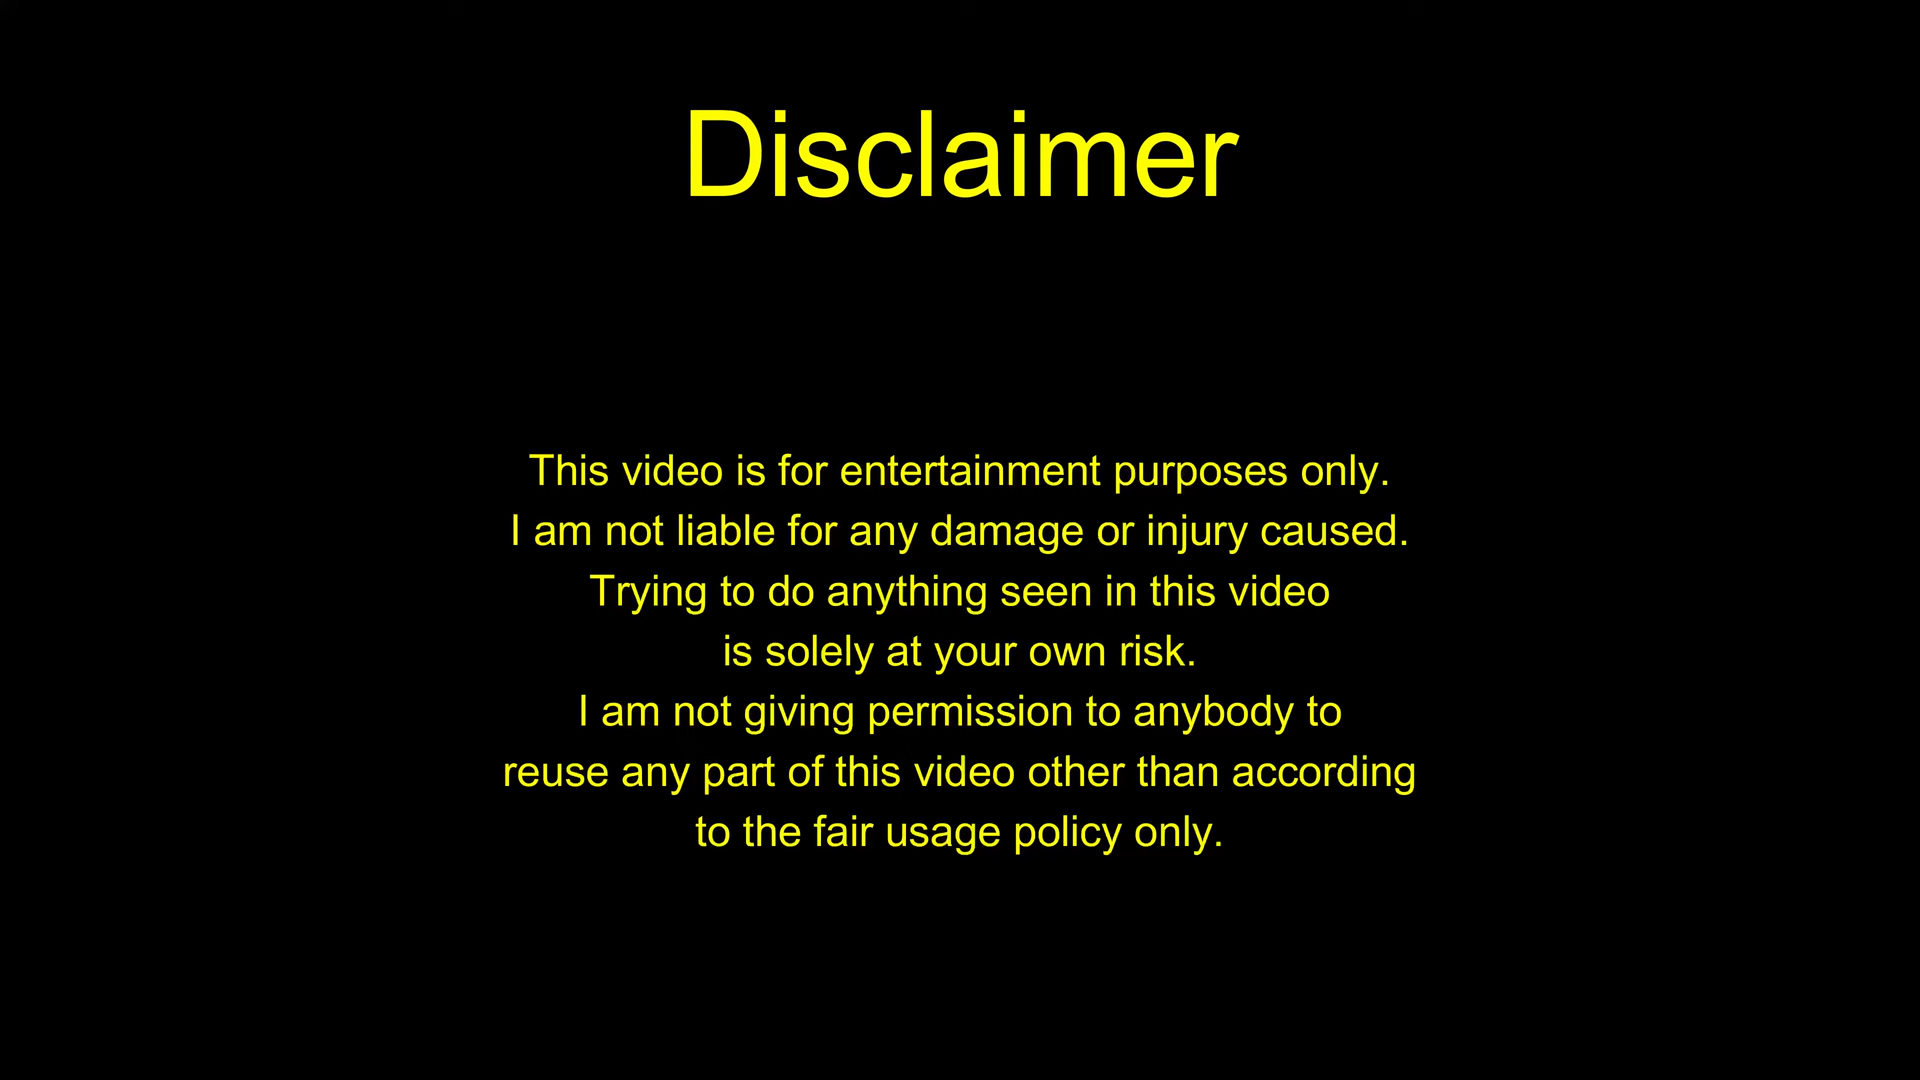 Disclaimer
This video is for entertainment purposes only.
I am not liable for any damage or injury caused.
Trying to do anything seen in this video
is solely at your own risk.
I am not giving permission to anybody to
reuse any part of this video other than according
to the fair usage policy only.